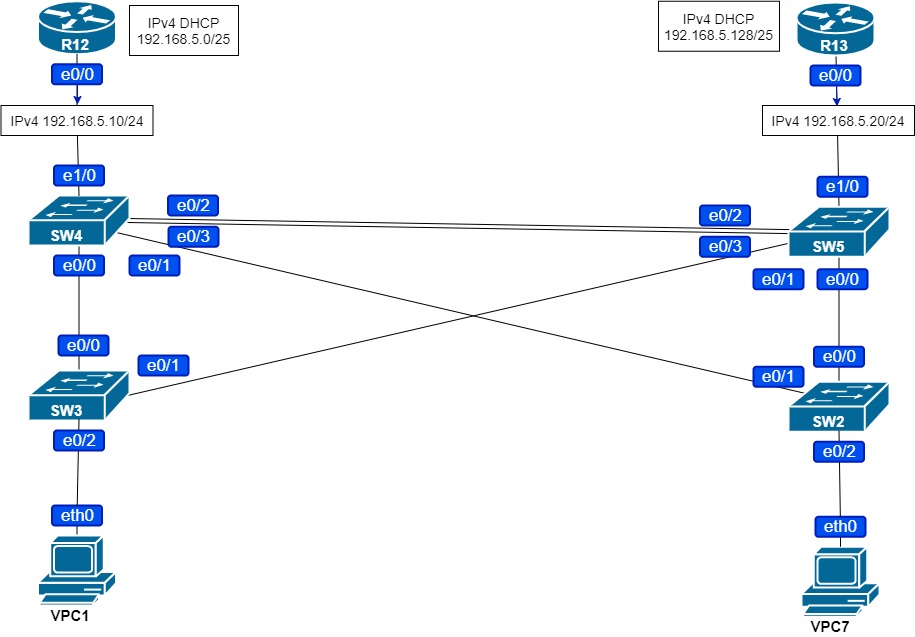 R12
IPv4 DHCP
192.168.5.0/25
IPv4 DHCP
192.168.5.128/25
R13
e0/0
e0/0
IPv4 192.168.5.10/24
IPv4 192.168.5.20/24
e1/0
e1/0
SW4
e0/2
e0/3
e0/2
e0/3
SW5
e0/0
e0/1
e0/1
e0/0
e0/0
e0/1
e0/1
e0/0
SW3
SW2
e0/2
e0/2
eth0
eth0
VPC1
VPC7